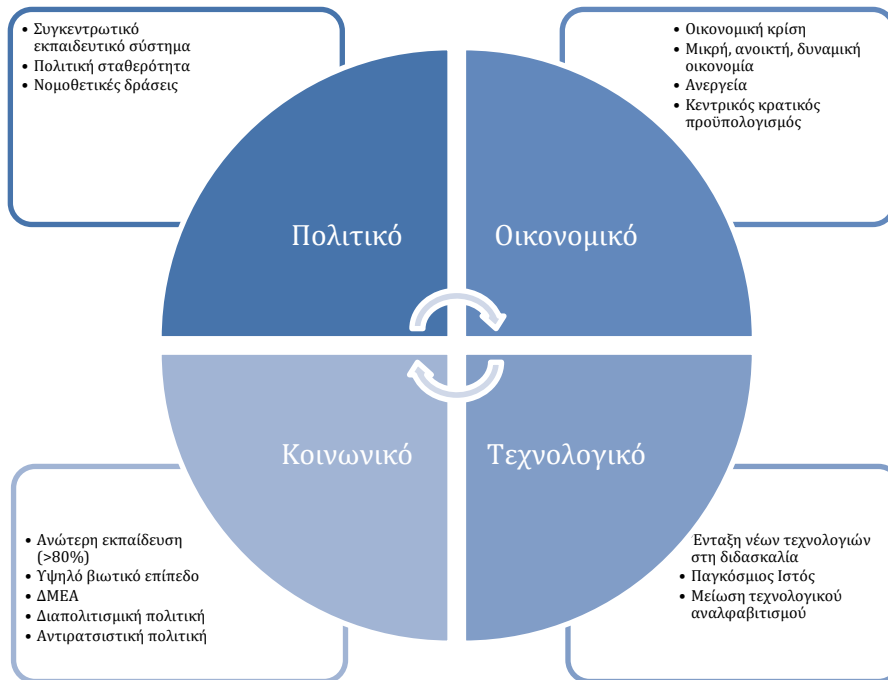 • Συγκεντρωτικό
εκπαιδευτικό σύστημα
• Πολιτική σταθερότητα
• Νομοθετικές δράσεις
• Οικονομική κρίση
• Μικρή, ανοικτή, δυναμική
οικονομία
• Ανεργεία
• Κεντρικός κρατικός
προϋπολογισμός
Πολιτικό
Οικονομικό
Κοινωνικό
Τεχνολογικό
• Ανώτερη εκπαίδευση
(>80%)
• Υψηλό βιωτικό επίπεδο
• ΔΜΕΑ
• Διαπολιτισμική πολιτική
• Αντιρατσιστική πολιτική
Ένταξη νέων τεχνολογιών
στη διδασκαλία
• Παγκόσμιος Ιστός
• Μείωση τεχνολογικού
αναλφαβιτισμού